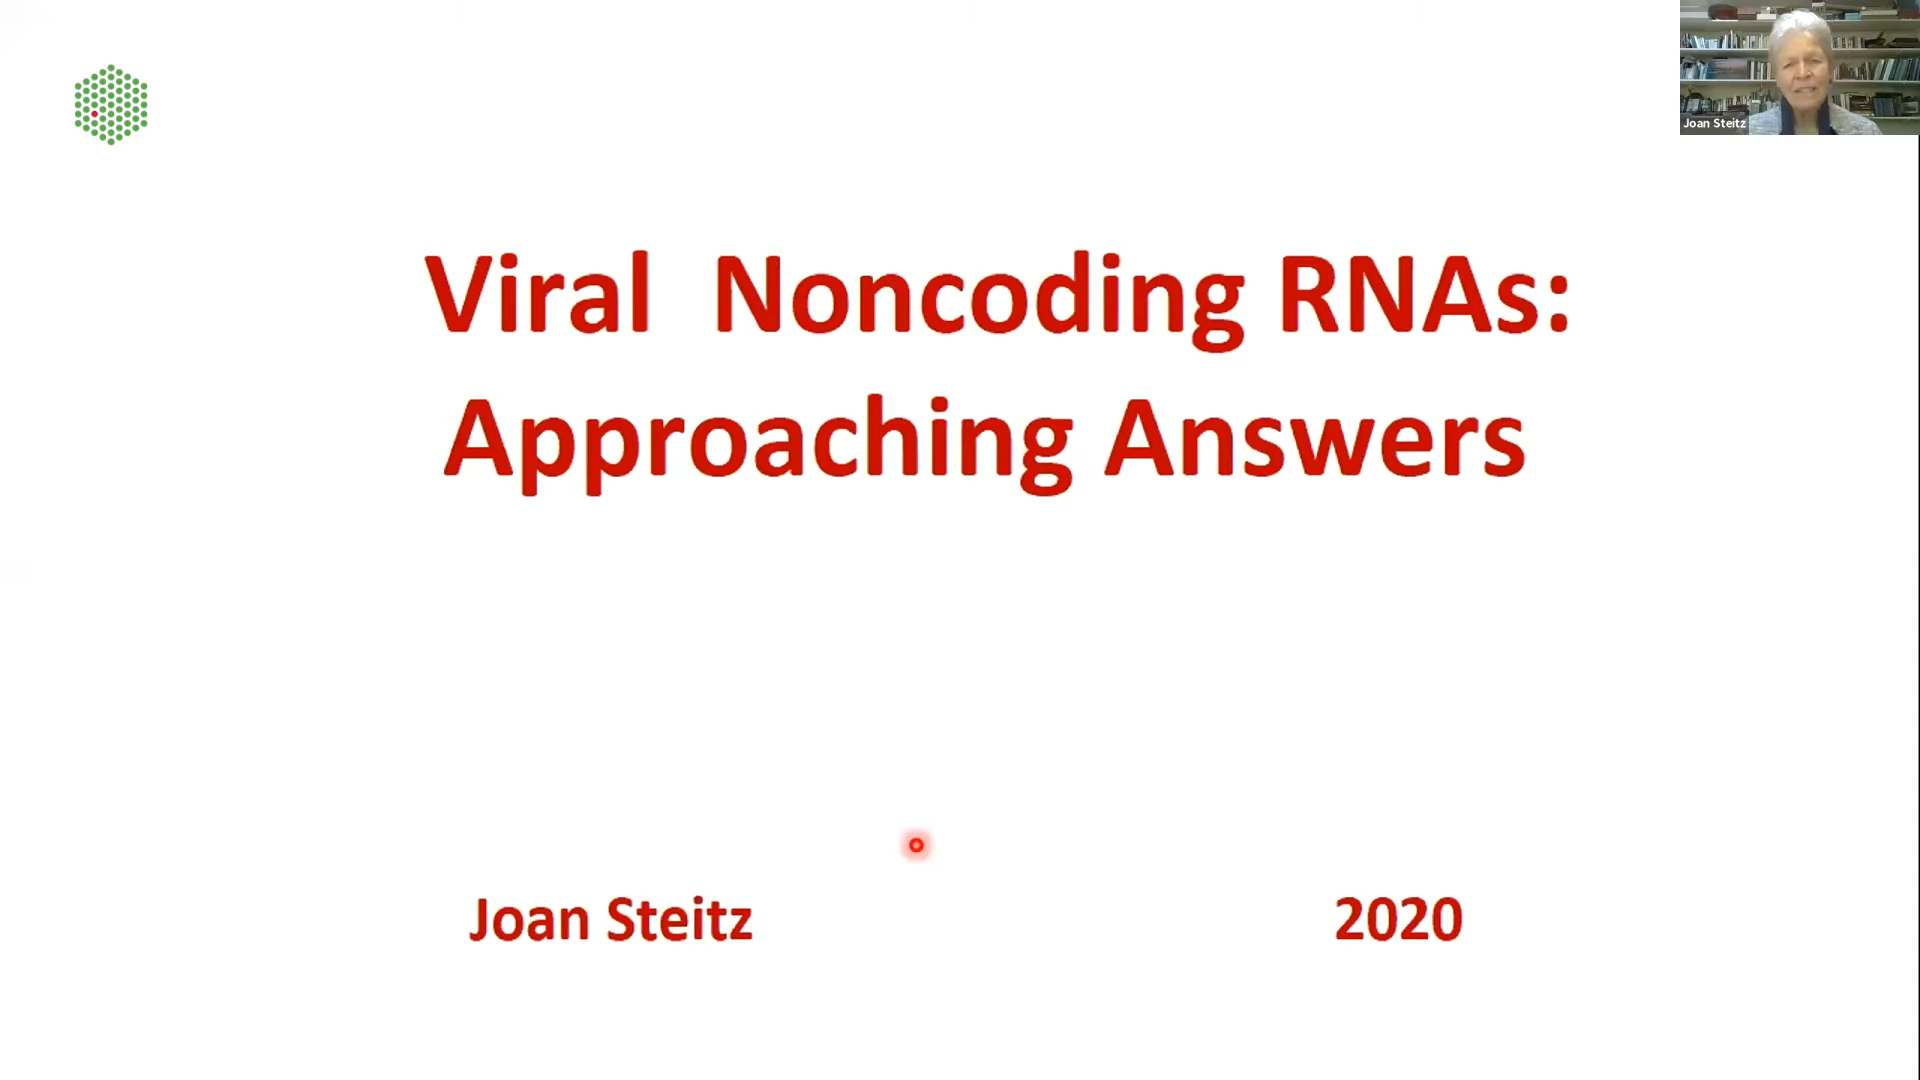 Joan Steitz
Viral Noncoding RNAs:
Approaching Answers
Joan Steitz 2020